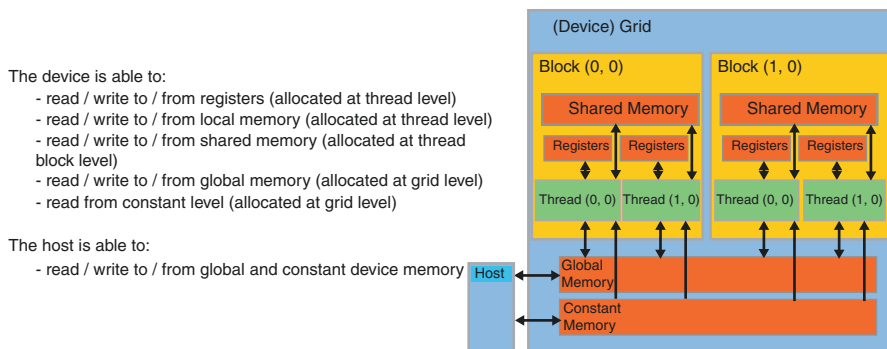 The device is able to:
- read / write to / from registers (allocated at thread level)
- read / write to / from local memory (allocated at thread level)
- read / write to / from shared memory (allocated at thread
block level)
- read / write to / from global memory (allocated at grid level)
- read from constant level (allocated at grid level)
The host is able to:
- read / write to / from global and constant device memory
(Device) Grid
Block (0, 0)
Shared Memory
Registers
Registers
Thread (0, 0)
Thread (1, 0)
Block (1, 0)
Shared Memory
Registers
Registers
Thread (0, 0)
Thread (1, 0)
Host
Global
Memory
Constant
Memory